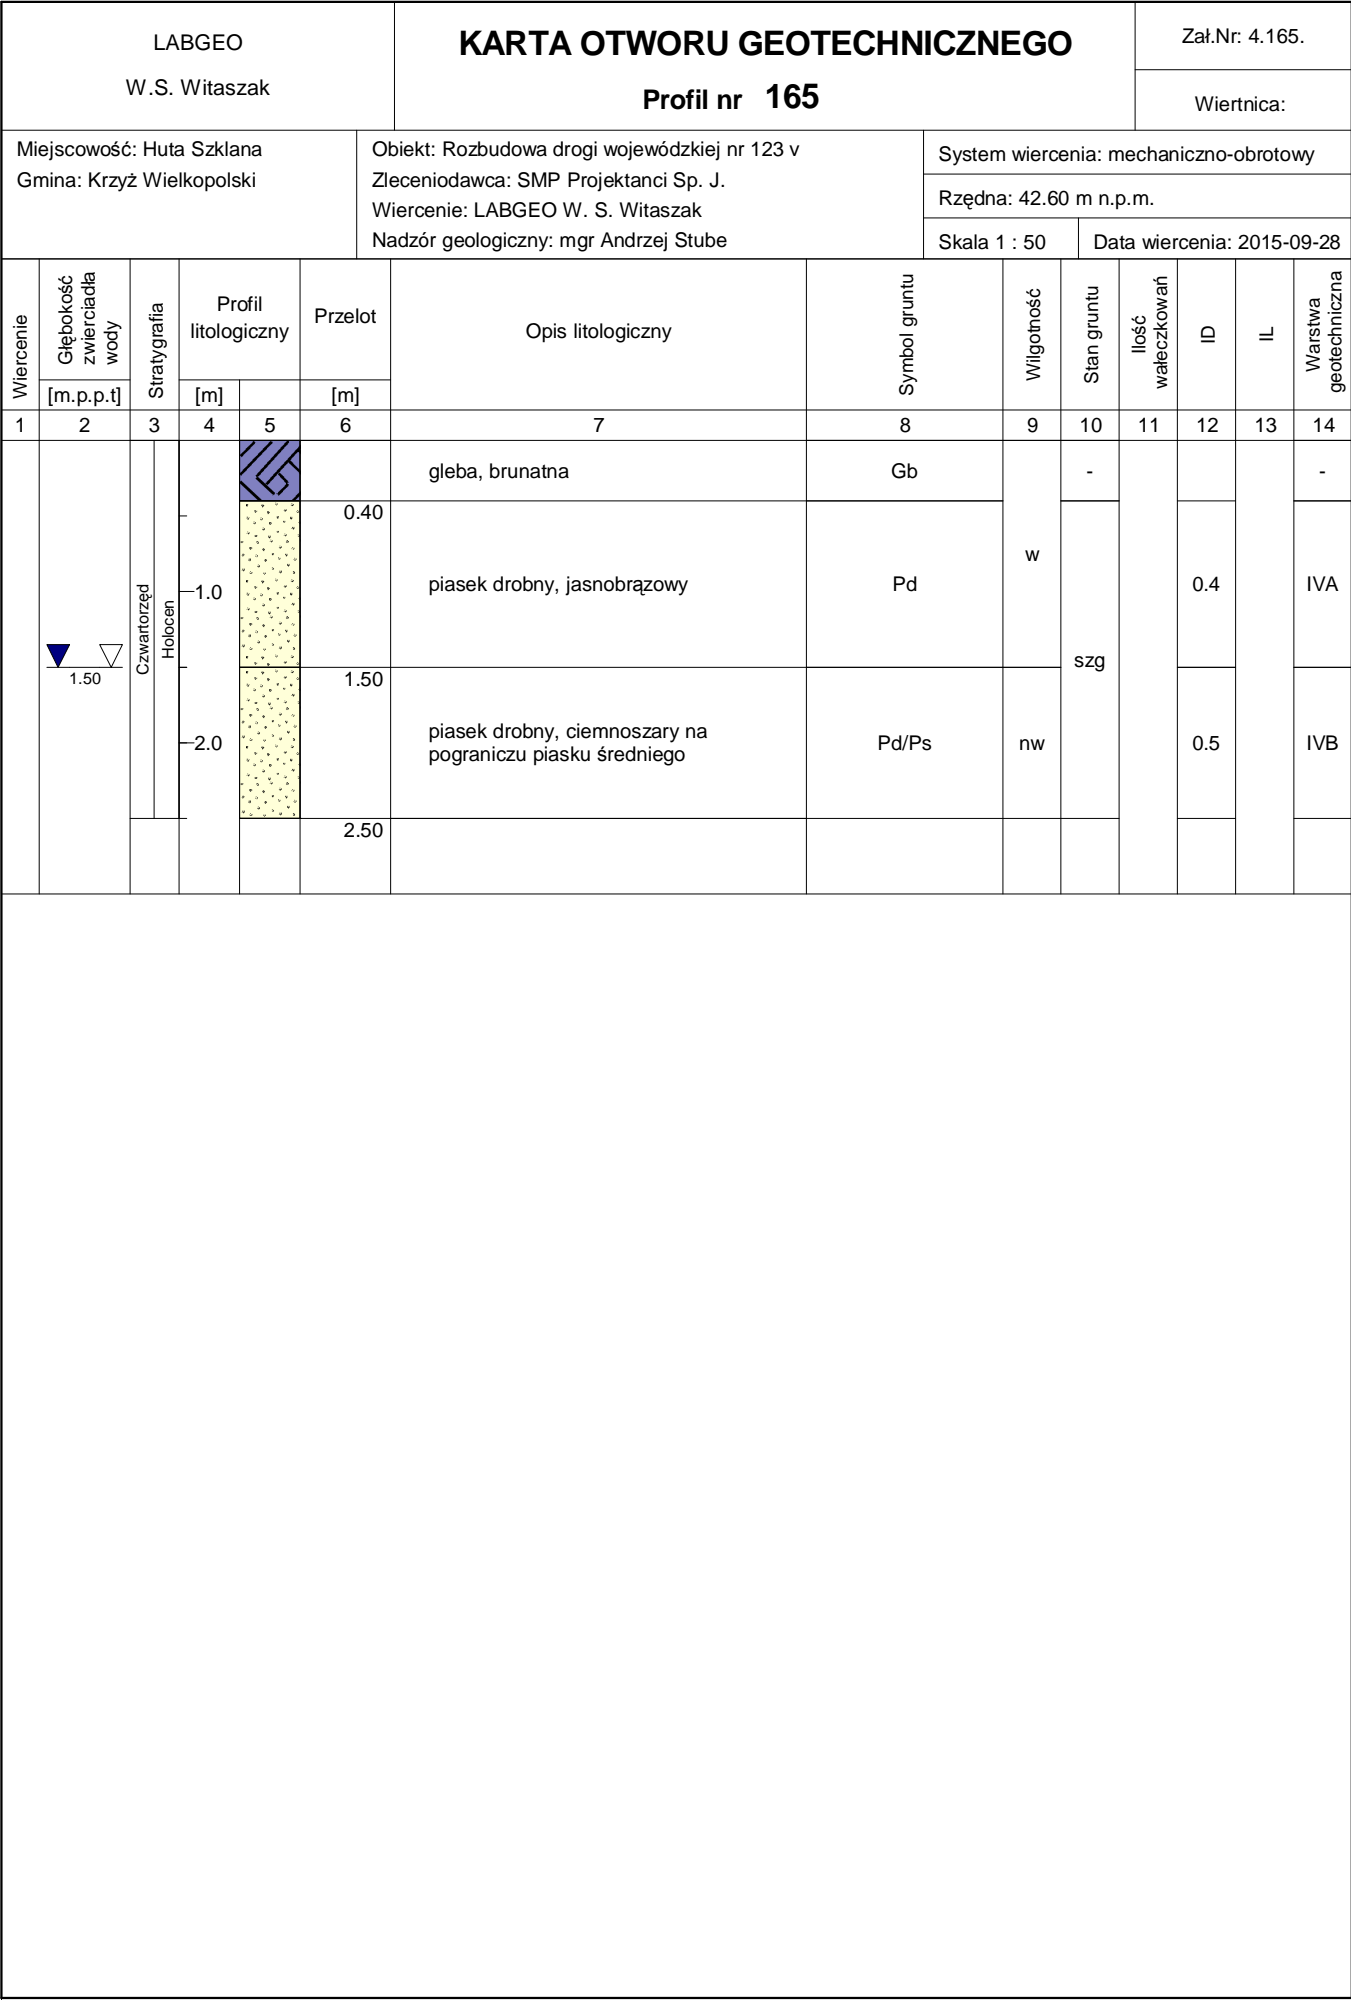 LABGEO
W.S. Witaszak
KARTA OTWORU GEOTECHNICZNEGO
Profil nr 165
Zał.Nr: 4.165.
Wiertnica:
Miejscowość: Huta Szklana
Gmina: Krzyż Wielkopolski
Obiekt: Rozbudowa drogi wojewódzkiej nr 123 v
Zleceniodawca: SMP Projektanci Sp. J.
Wiercenie: LABGEO W. S. Witaszak
Nadzór geologiczny: mgr Andrzej Stube
System wiercenia: mechaniczno-obrotowy
Rzędna: 42.60 m n.p.m.
Skala 1 : 50
Data wiercenia: 2015-09-28
Wiercenie
Głębokość
zwierciadła
wody
[m.p.p.t]
Stratygrafia
Profil
litologiczny
[m]
Przelot
[m]
Opis litologiczny
Symbol gruntu
Wilgotność
Stan gruntu
Ilość
wałeczkowań
ID
IL
Warstwa
geotechniczna
1 2 3 4 5 6 7 8 9 10 11 12 13 14
gleba, brunatna Gb - -
0.40
w
piasek drobny, jasnobrązowy Pd 0.4 IVA
1.0
Czwartorzęd
Holocen
szg
1.50
1.50
piasek drobny, ciemnoszary na
pograniczu piasku średniego
Pd/Ps nw 0.5 IVB
2.0
2.50